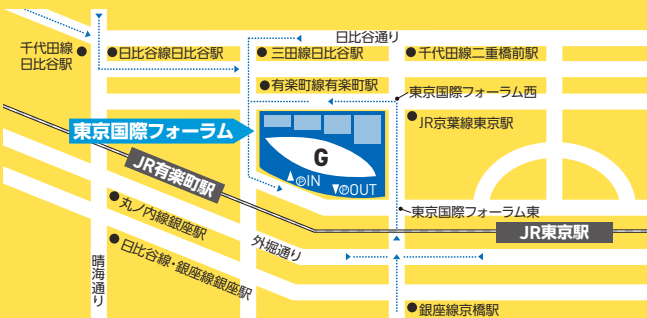 日比谷通り
千代田線
日比谷駅
日比谷線日比谷駅
三田線日比谷駅
千代田線二重橋前駅
有楽町線有楽町駅
東京国際フォーラム西
東京国際フォーラム
JR京葉線東京駅
G
JR有楽町駅
ⓅIN
ⓅOUT
丸ノ内線銀座駅
東京国際フォーラム東
JR東京駅
外堀通り
日比谷線・銀座線銀座駅
晴海通り
銀座線京橋駅